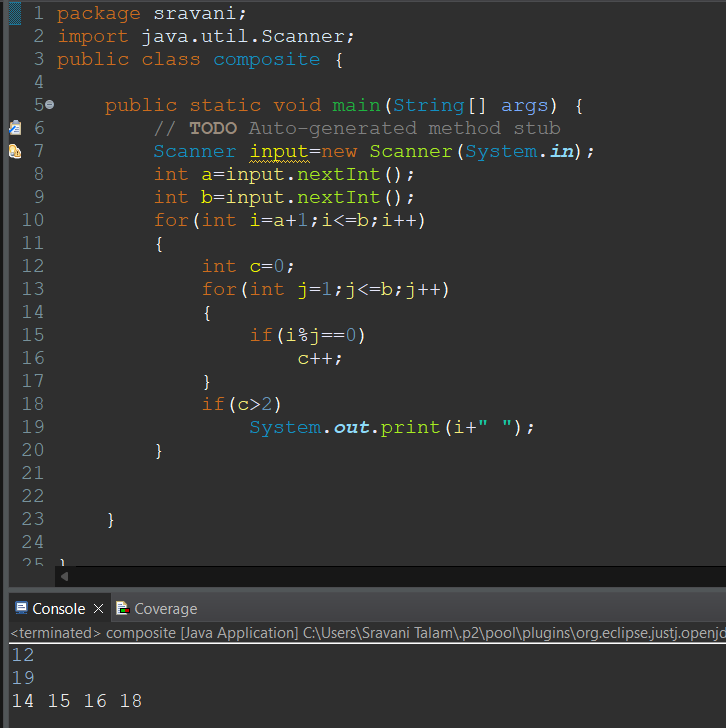 1 package sravani;
2 import java.util.Scanner;
3 public class composite {
4
5 public static void main(String[] args) {
6 // TODO Auto-generated method stub
7 Scanner input=new Scanner(System.in);
8 int a=input.nextInt();
9 int b=input.nextInt();
10 for(int i=a+1;i<=b;i++)
11 {
12 int c=0;
13 for(int j=1;j<=b;j++)
14 {
15 if(i%j==0)
16 c++;
17 }
18 if(c>2)
19 System.out.print(i+" ");
20 }
21
22
23 }
24
25 }
Console Coverage
<terminated> composite [Java Application] C:\Users\Sravani Talam\.p2\pool\plugins\org.eclipse.justj.openjd
12
19
14 15 16 18